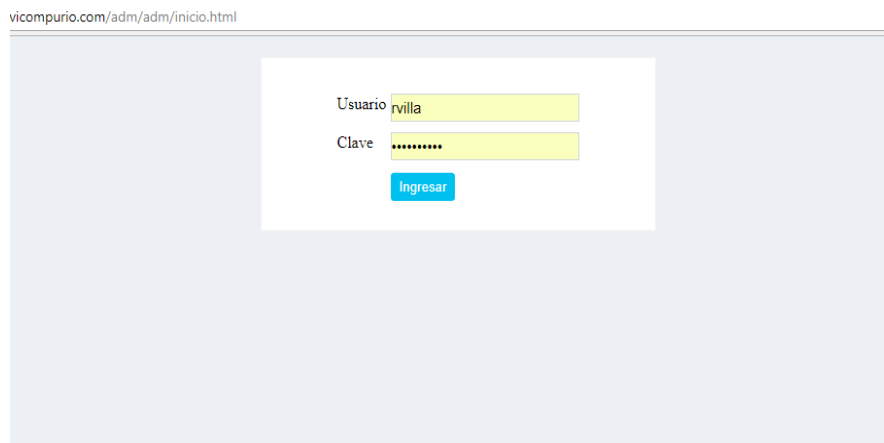 vicompurio.com/adm/adm/inicio.html
Usuario rvilla
Clave ••••••••••
Ingresar